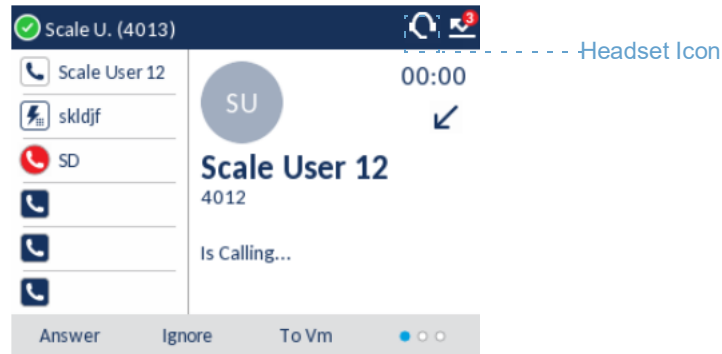 Scale U. (4013)
3
Headset Icon
Scale User 12
skldjf
SD
00:00
SU
Scale User 12
4012
Is Calling...
Answer Ignore To Vm